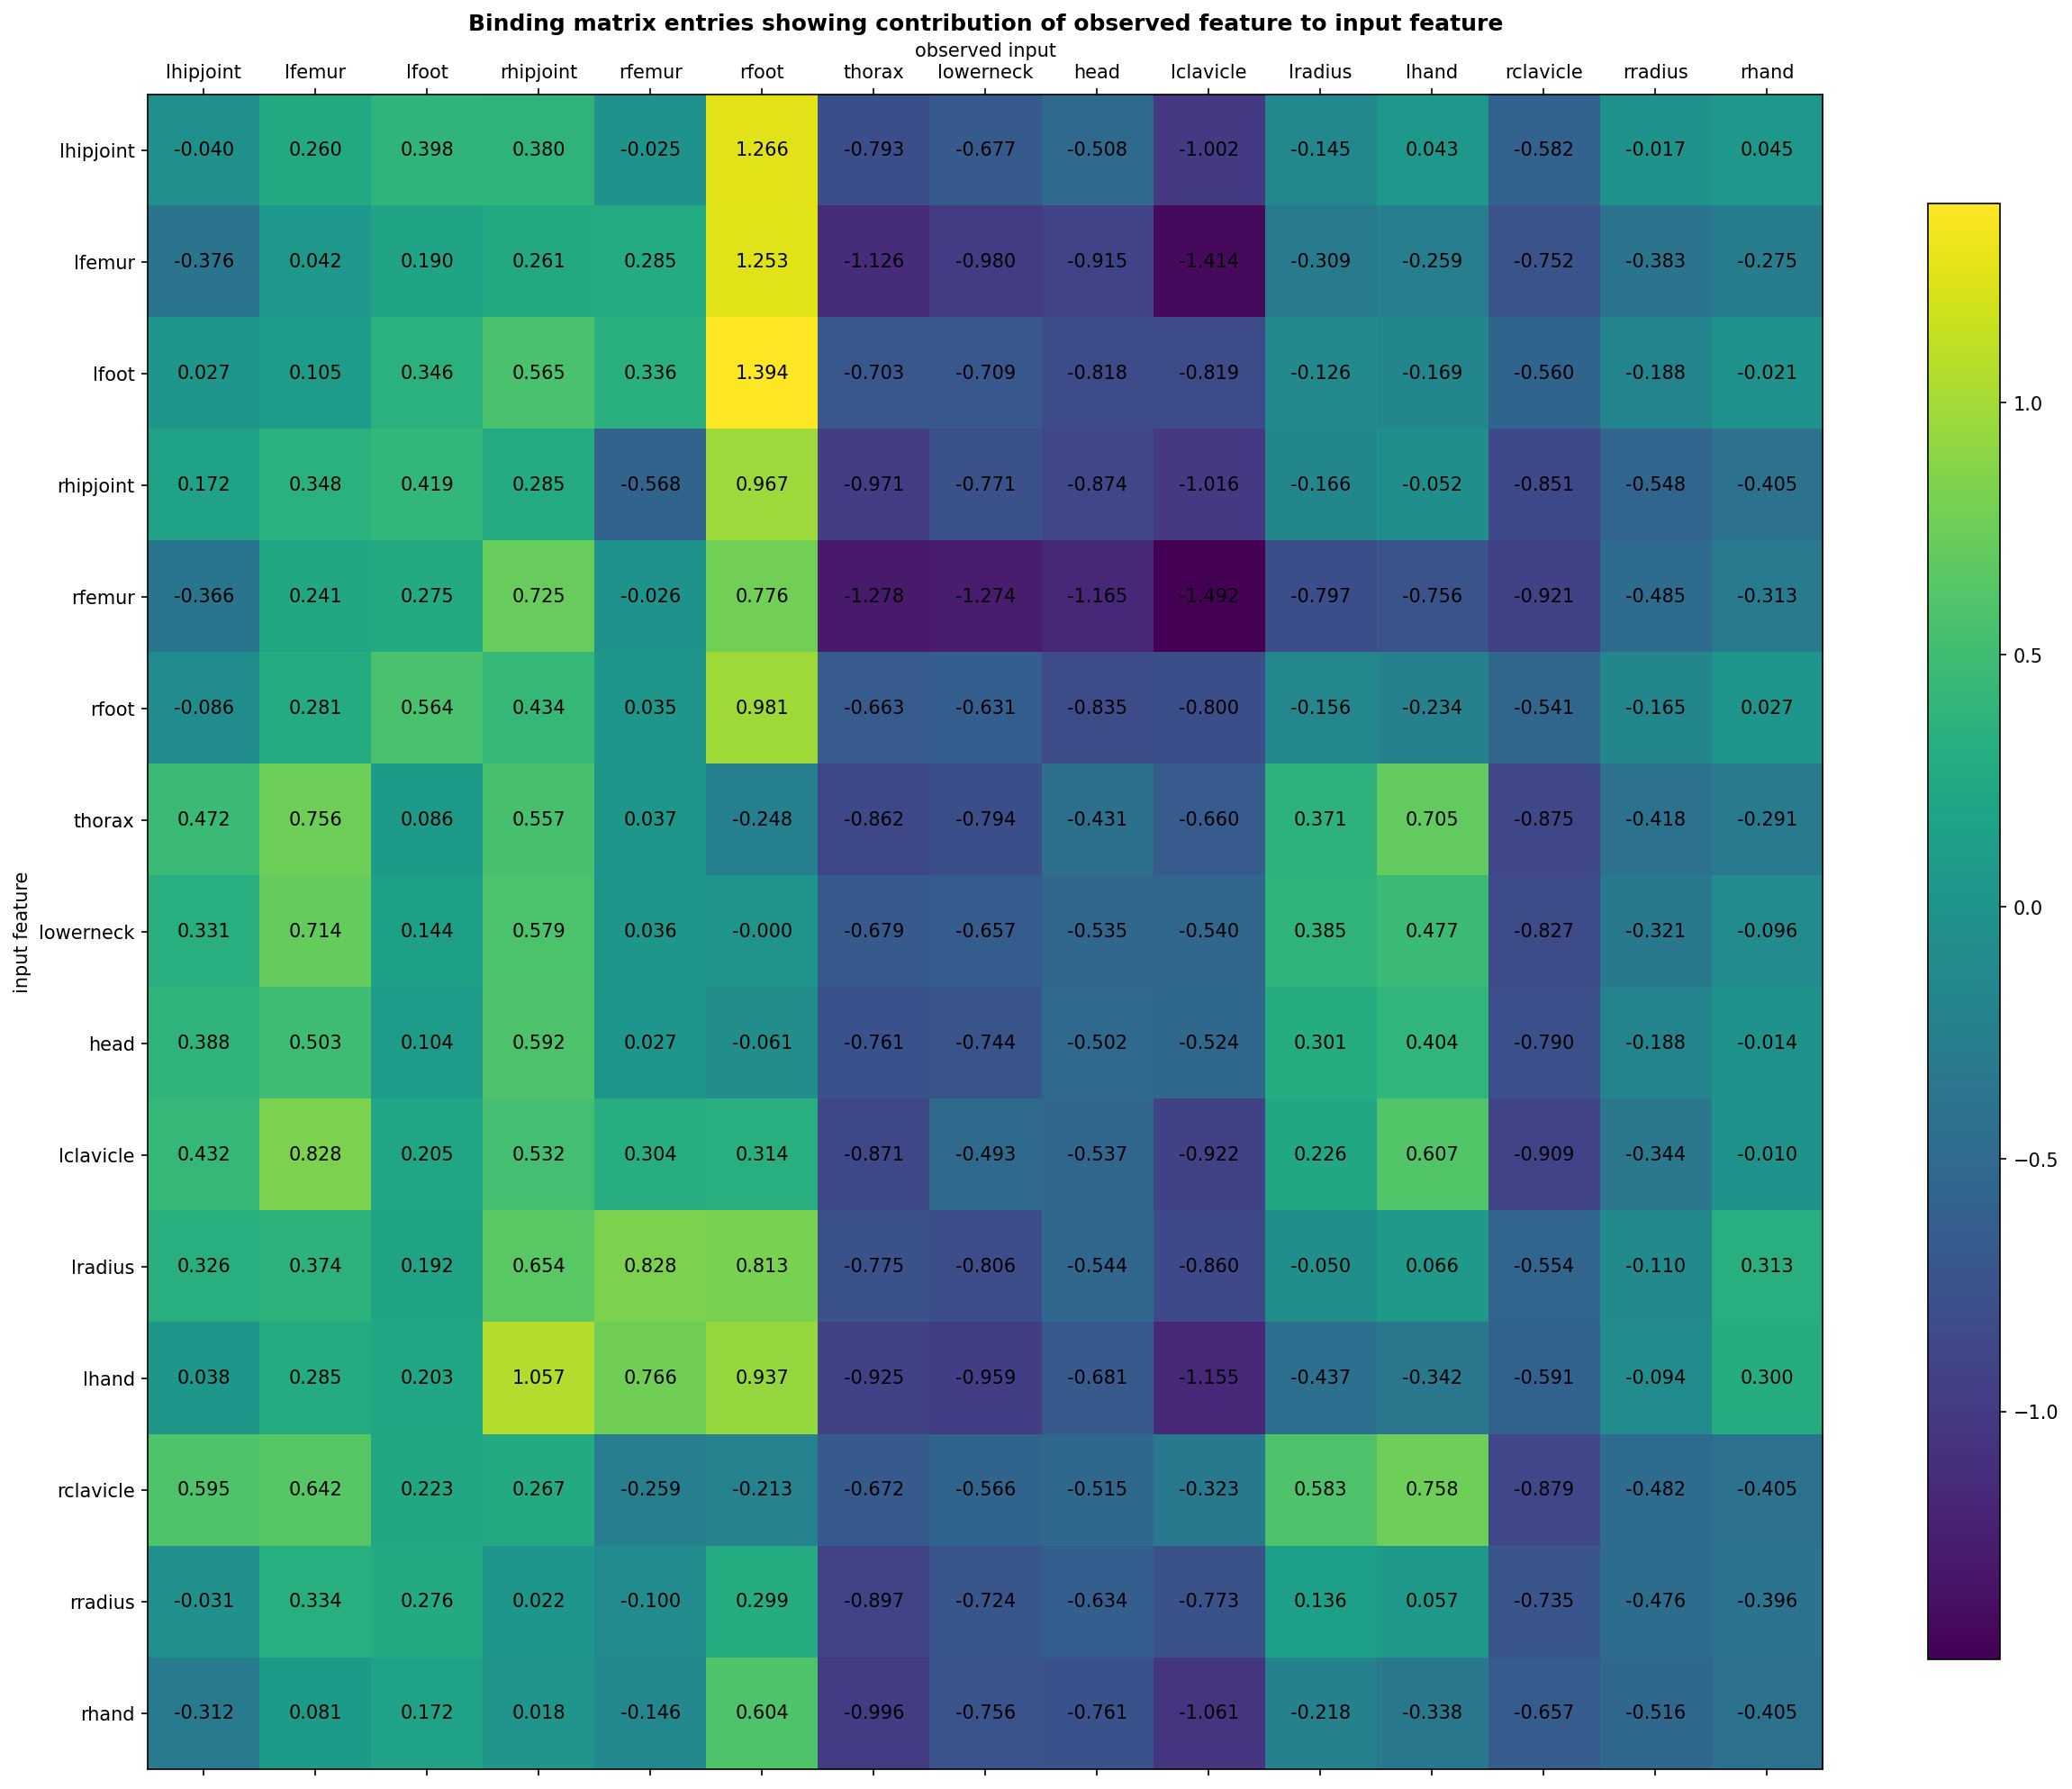 Binding matrix entries showing contribution of observed feature to input feature
observed input
lhipjoint lfemur lfoot rhipjoint rfemur rfoot thorax lowerneck head lclavicle lradius lhand rclavicle rradius rhand
lhipjoint -0.040 0.260 0.398 0.380 -0.025 1.266 -0.793 -0.677 -0.508 -1.002 -0.145 0.043 -0.582 -0.017 0.045
lfemur -0.376 0.042 0.190 0.261 0.285 1.253 -1.126 -0.980 -0.915 -1.414 -0.309 -0.259 -0.752 -0.383 -0.275
lfoot 0.027 0.105 0.346 0.565 0.336 1.394 -0.703 -0.709 -0.818 -0.819 -0.126 -0.169 -0.560 -0.188 -0.021
rhipjoint 0.172 0.348 0.419 0.285 -0.568 0.967 -0.971 -0.771 -0.874 -1.016 -0.166 -0.052 -0.851 -0.548 -0.405
rfemur -0.366 0.241 0.275 0.725 -0.026 0.776 -1.278 -1.274 -1.165 -1.492 -0.797 -0.756 -0.921 -0.485 -0.313
rfoot -0.086 0.281 0.564 0.434 0.035 0.981 -0.663 -0.631 -0.835 -0.800 -0.156 -0.234 -0.541 -0.165 0.027
thorax 0.472 0.756 0.086 0.557 0.037 -0.248 -0.862 -0.794 -0.431 -0.660 0.371 0.705 -0.875 -0.418 -0.291
lowerneck 0.331 0.714 0.144 0.579 0.036 -0.000 -0.679 -0.657 -0.535 -0.540 0.385 0.477 -0.827 -0.321 -0.096
head 0.388 0.503 0.104 0.592 0.027 -0.061 -0.761 -0.744 -0.502 -0.524 0.301 0.404 -0.790 -0.188 -0.014
lclavicle 0.432 0.828 0.205 0.532 0.304 0.314 -0.871 -0.493 -0.537 -0.922 0.226 0.607 -0.909 -0.344 -0.010
lradius 0.326 0.374 0.192 0.654 0.828 0.813 -0.775 -0.806 -0.544 -0.860 -0.050 0.066 -0.554 -0.110 0.313
lhand 0.038 0.285 0.203 1.057 0.766 0.937 -0.925 -0.959 -0.681 -1.155 -0.437 -0.342 -0.591 -0.094 0.300
rclavicle 0.595 0.642 0.223 0.267 -0.259 -0.213 -0.672 -0.566 -0.515 -0.323 0.583 0.758 -0.879 -0.482 -0.405
rradius -0.031 0.334 0.276 0.022 -0.100 0.299 -0.897 -0.724 -0.634 -0.773 0.136 0.057 -0.735 -0.476 -0.396
rhand -0.312 0.081 0.172 0.018 -0.146 0.604 -0.996 -0.756 -0.761 -1.061 -0.218 -0.338 -0.657 -0.516 -0.405
input feature
1.0
0.5
0.0
−0.5
−1.0